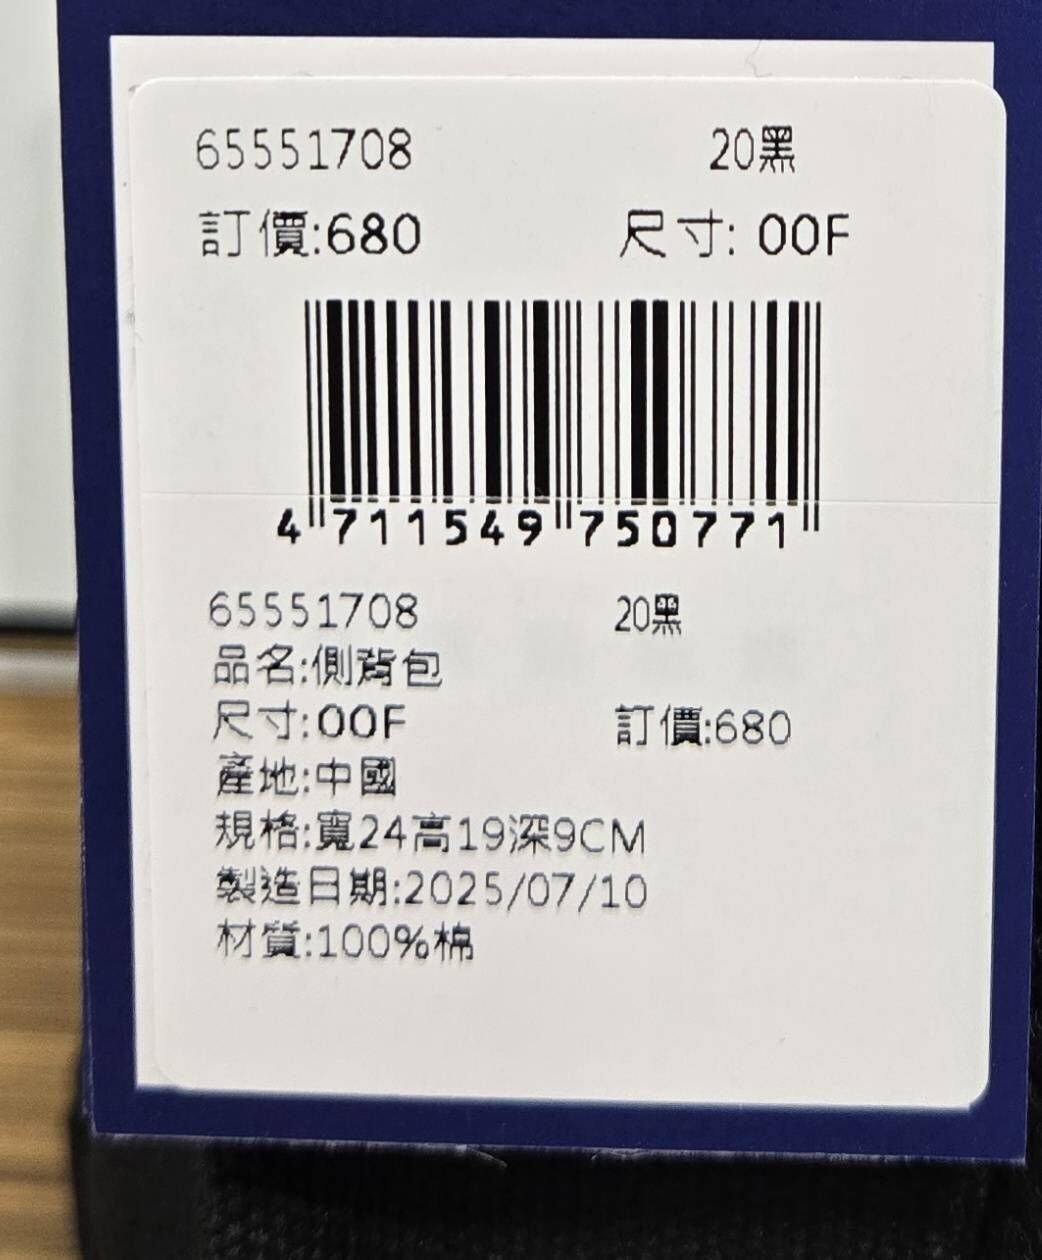 65551708 20黑
訂價:680 尺寸: 00F
4 711549 750771
65551708 20黑
品名:側背包
尺寸:00F 訂價:680
產地:中國
規格:寬24高19深9CM
製造日期:2025/07/10
材質:100%棉